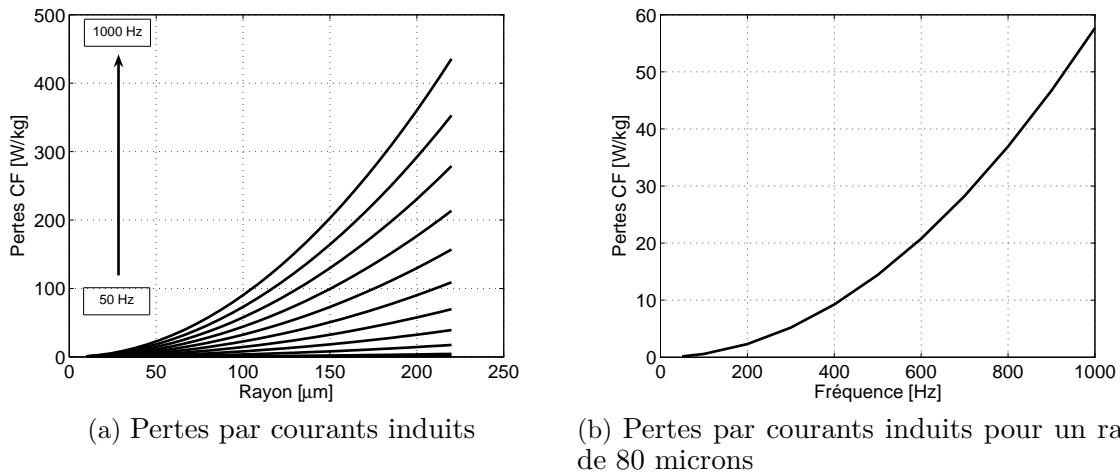 500
400
300
200
100
0
Pertes CF [W/kg]
1000 Hz
50 Hz
0 50 100 150 200 250
Rayon [μm]
(a) Pertes par courants induits
60
50
40
30
20
10
0
Pertes CF [W/kg]
0 200 400 600 800 1000
Fréquence [Hz]
(b) Pertes par courants induits pour un ra
de 80 microns